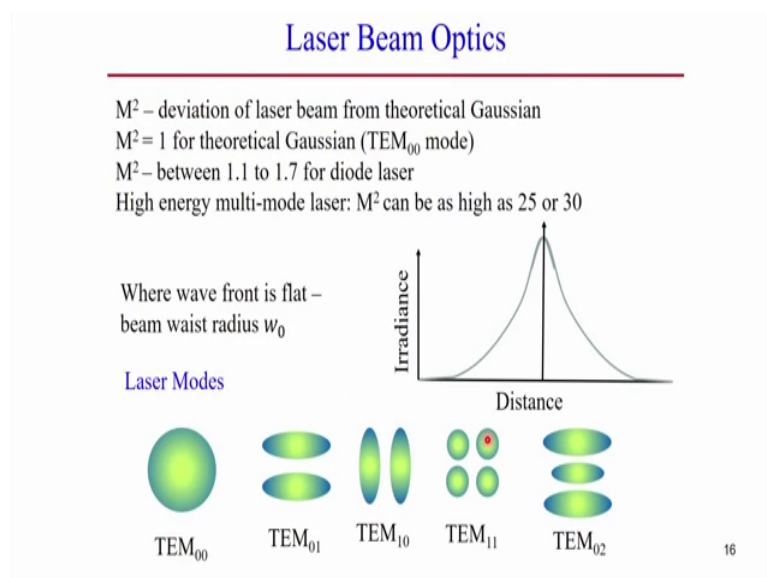 Laser Beam Optics
M² – deviation of laser beam from theoretical Gaussian
M² = 1 for theoretical Gaussian (TEM₀₀ mode)
M² – between 1.1 to 1.7 for diode laser
High energy multi-mode laser: M² can be as high as 25 or 30
Where wave front is flat –
beam waist radius w₀
Irradiance
Distance
Laser Modes
TEM₀₀ TEM₀₁ TEM₁₀ TEM₁₁ TEM₀₂
16